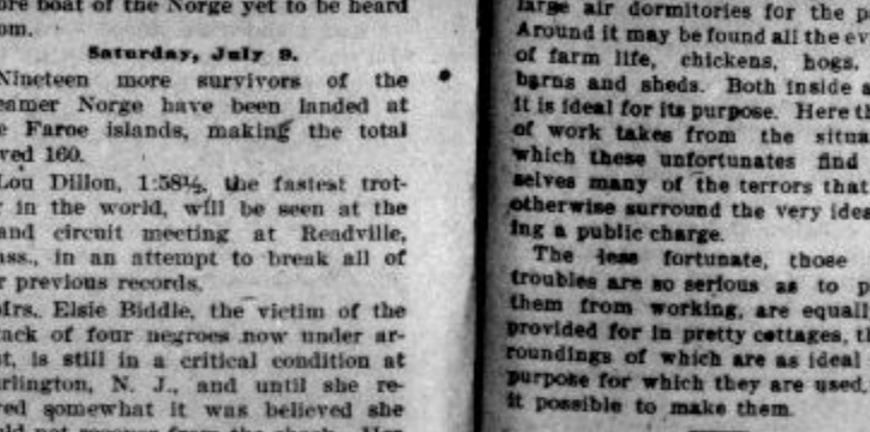 ore boat of the Norge yet to be heard
om.
Saturday, July 9.
Nineteen more survivors of the
eamer Norge have been landed at
e Faroe islands, making the total
ved 160.
Lou Dillon, 1:58½, the fastest trot-
r in the world, will be seen at the
and circuit meeting at Readville,
ass., in an attempt to break all of
r previous records.
Mrs. Elsie Biddle, the victim of the
tack of four negroes now under ar-
st, is still in a critical condition at
urlington, N. J., and until she re-
red somewhat it was believed she
large air dormitories for the p
Around it may be found all the ev
of farm life, chickens, hogs,
barns and sheds. Both inside a
it is ideal for its purpose. Here th
of work takes from the situa
which these unfortunates find
selves many of the terrors that
otherwise surround the very idea
ing a public charge.
The less fortunate, those
troubles are so serious as to p
them from working, are equall
provided for in pretty cottages, th
roundings of which are as ideal
purpose for which they are used,
it possible to make them.